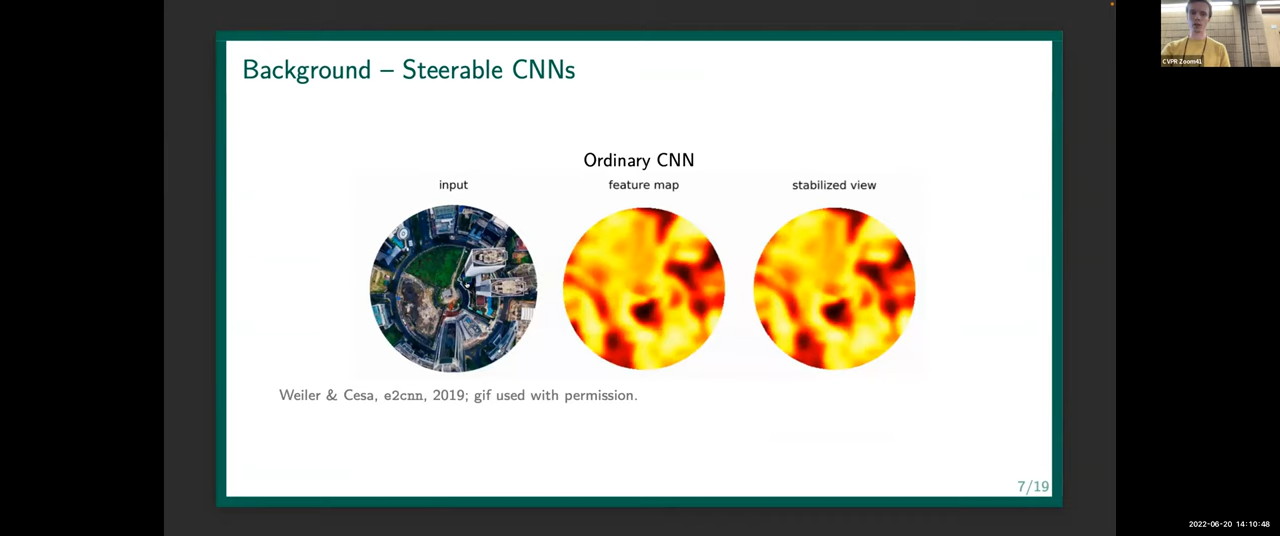 Background – Steerable CNNs
Ordinary CNN
input
feature map
stabilized view
Weiler & Cesa, e2cnn, 2019; gif used with permission.
7/19
CVPR Zoom41
2022-06-20 14:10:48